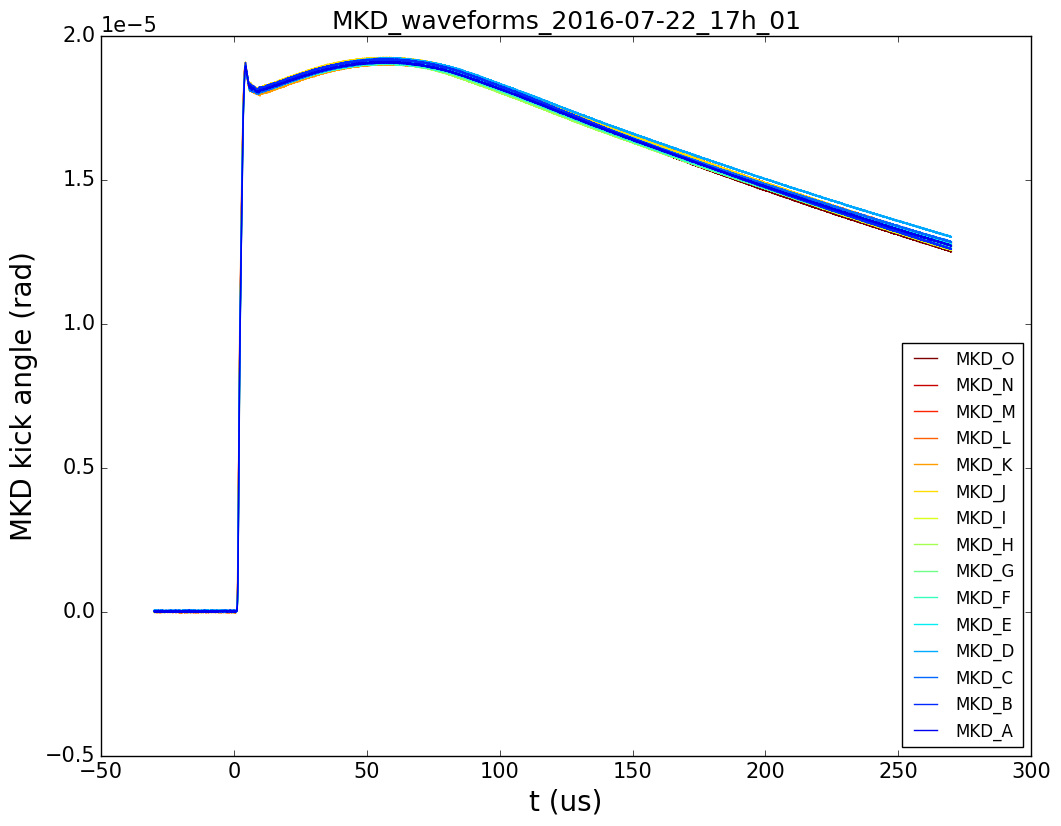 MKD_waveforms_2016-07-22_17h_01
1e−5
2.0
1.5
1.0
0.5
0.0
−0.5
MKD kick angle (rad)
MKD_O
MKD_N
MKD_M
MKD_L
MKD_K
MKD_J
MKD_I
MKD_H
MKD_G
MKD_F
MKD_E
MKD_D
MKD_C
MKD_B
MKD_A
−50 0 50 100 150 200 250 300
t (us)